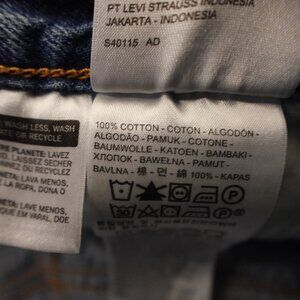 PT LEVI STRAUSS INDONESIA
JAKARTA - INDONESIA
S40115 AD
WASH LESS, WASH
OR RECYCLE
PLANETE: LAVEZ
LAISSEZ SECHER
OU RECYCLEZ
LAVA MENOS,
LA ROPA, DONA O
LAVE MENOS,
EM VARAL, DOE
100% COTTON - COTON - ALGODÓN -
ALGODÃO - PAMUK - COTONE -
BAUMWOLLE - KATOEN - BAMBAKI -
ХЛОПОК - BAWEŁNA - PAMUT -
BAVLNA - 棉 - 면 - 綿 100% - KAPAS
30